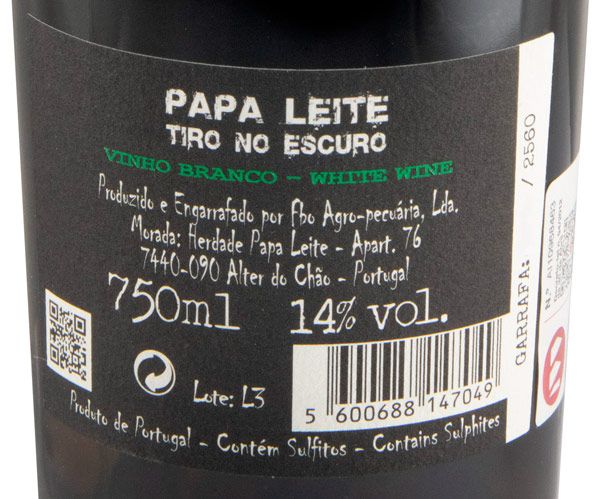 PAPA LEITE
TIRO NO ESCURO
VINHO BRANCO - WHITE WINE
Produzido e Engarrafado por Fbo Agro-pecuária, Lda.
Morada: Herdade Papa Leite - Apart. 76
7440-090 Alter do Chão - Portugal
750ml 14% vol.
Lote: L3
5 600688 147049
Produto de Portugal - Contém Sulfitos - Contains Sulphites
GARRAFA: / 2560
N.º A1109968463